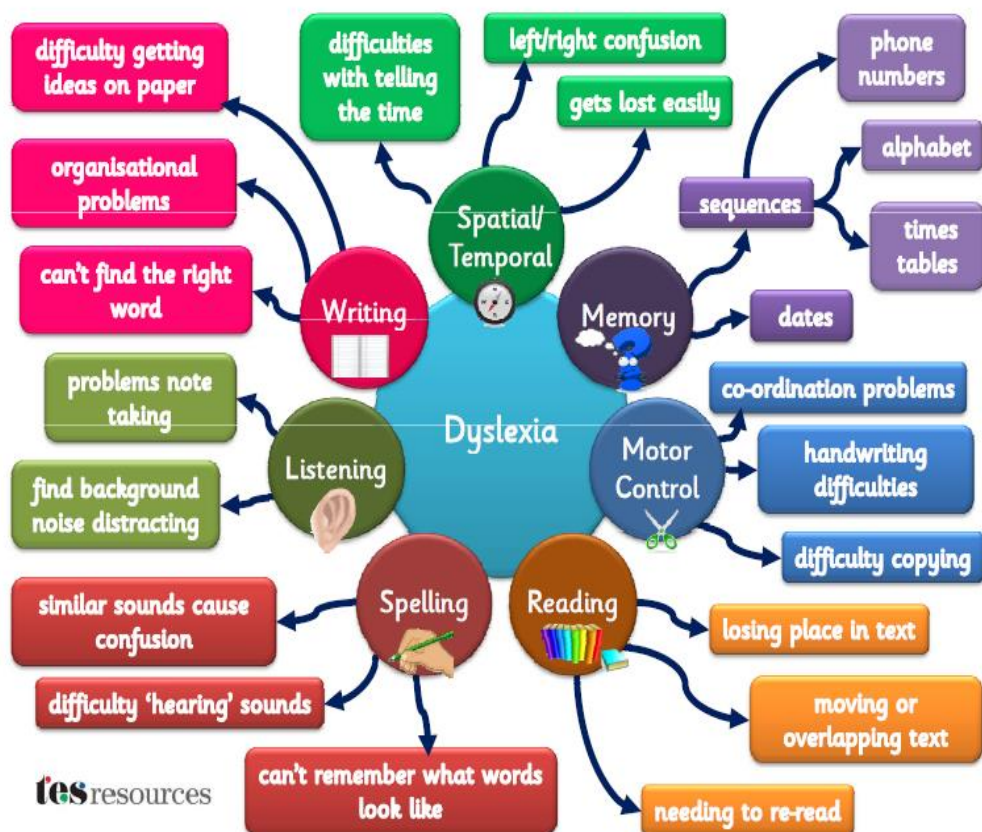 difficulty getting
ideas on paper
organisational
problems
can't find the right
word
difficulties
with telling
the time
left/right confusion
gets lost easily
phone
numbers
alphabet
times
tables
sequences
dates
Spatial/
Temporal
Writing
Memory
Dyslexia
Listening
Motor
Control
Spelling
Reading
problems note
taking
find background
noise distracting
co-ordination problems
handwriting
difficulties
difficulty copying
similar sounds cause
confusion
difficulty 'hearing' sounds
can't remember what words
look like
losing place in text
moving or
overlapping text
needing to re-read
tes resources